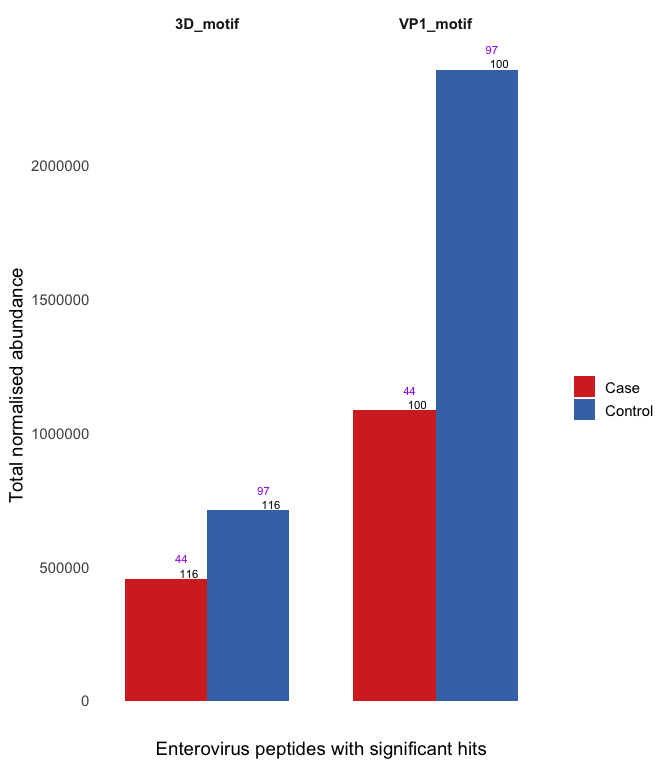 3D_motif
VP1_motif
97
100
2000000
1500000
44
100
1000000
97
116
44
116
500000
0
Total normalised abundance
Enterovirus peptides with significant hits
Case
Control